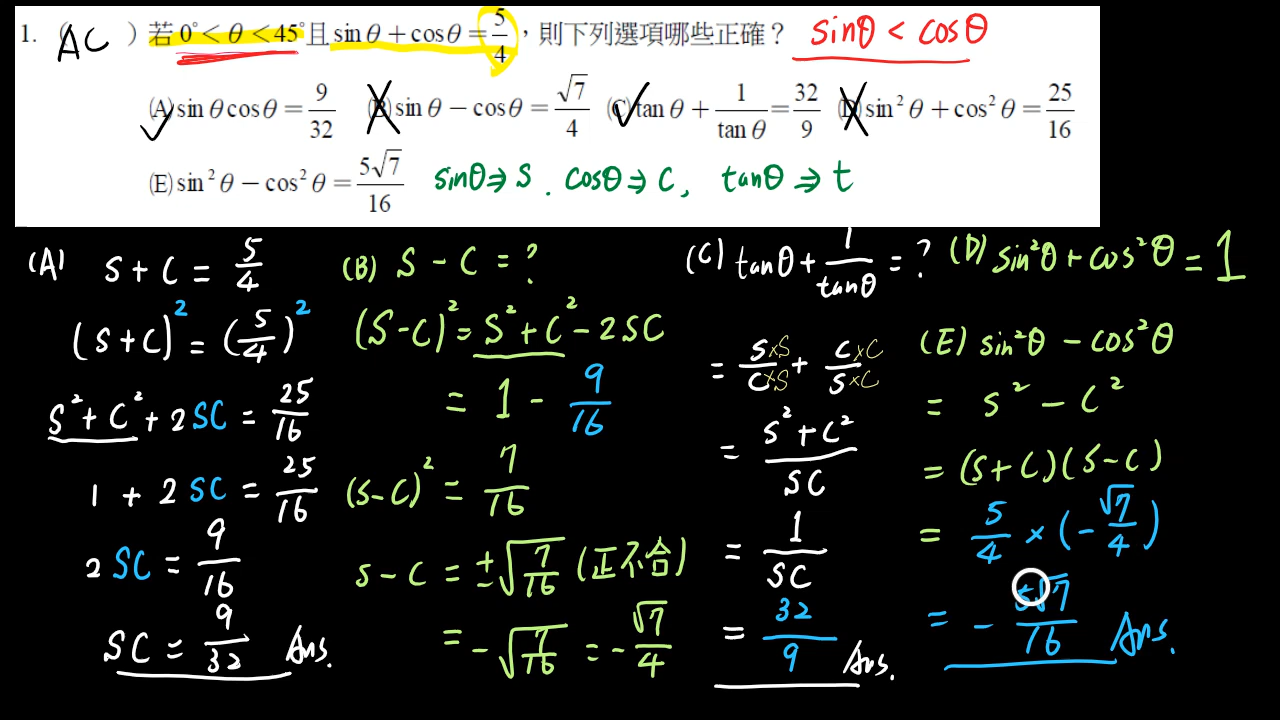 1. ( AC ) 若 0° < θ < 45° 且 sin θ + cos θ = 5/4，則下列選項哪些正確？ sinθ < cosθ
(A) sin θ cos θ = 9/32 (B) sin θ − cos θ = √7/4 (C) tan θ + 1/tan θ = 32/9 (D) sin² θ + cos² θ = 25/16
(E) sin² θ − cos² θ = 5√7/16 sinθ ⇒ S . cosθ ⇒ C , tanθ ⇒ t
(A) S + C = 5/4
(S+C)² = (5/4)²
S² + C² + 2SC = 25/16
1 + 2SC = 25/16
2SC = 9/16
SC = 9/32 Ans.
(B) S − C = ?
(S−C)² = S² + C² − 2SC
= 1 − 9/16
(S−C)² = 7/16
S − C = ±√7/16 (正不合)
= −√7/16 = −√7/4
(C) tanθ + 1/tanθ = ?
= S×S/C×S + C×C/S×C
= S² + C²/SC
= 1/SC
= 32/9 Ans.
(D) sin²θ + cos²θ = 1
(E) sin²θ − cos²θ
= S² − C²
= (S+C)(S−C)
= 5/4 × (−√7/4)
= − 5√7/16 Ans.